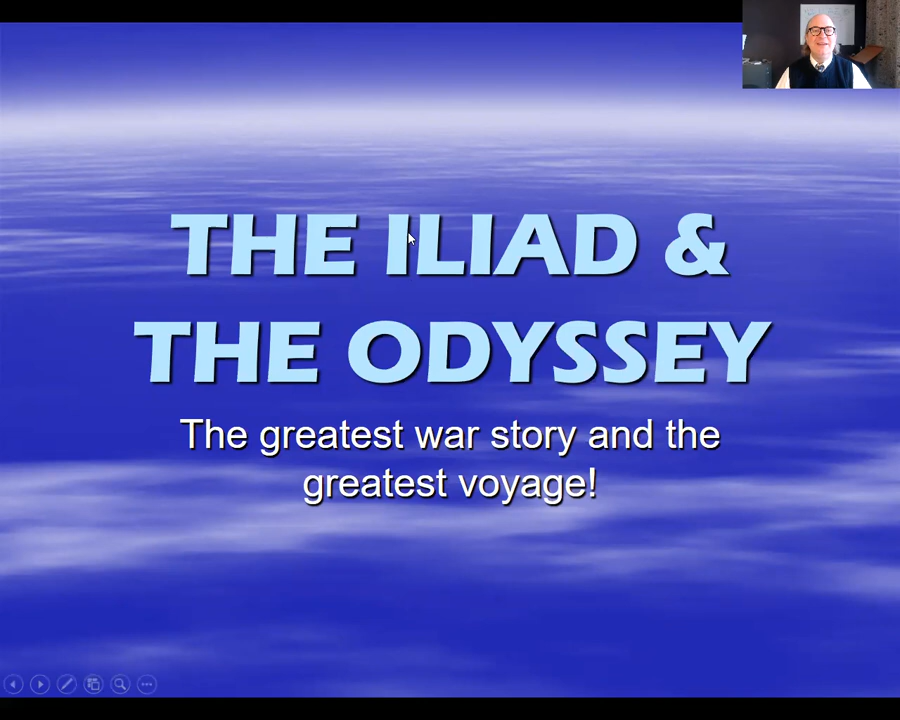 THE ILIAD &
THE ODYSSEY
The greatest war story and the
greatest voyage!